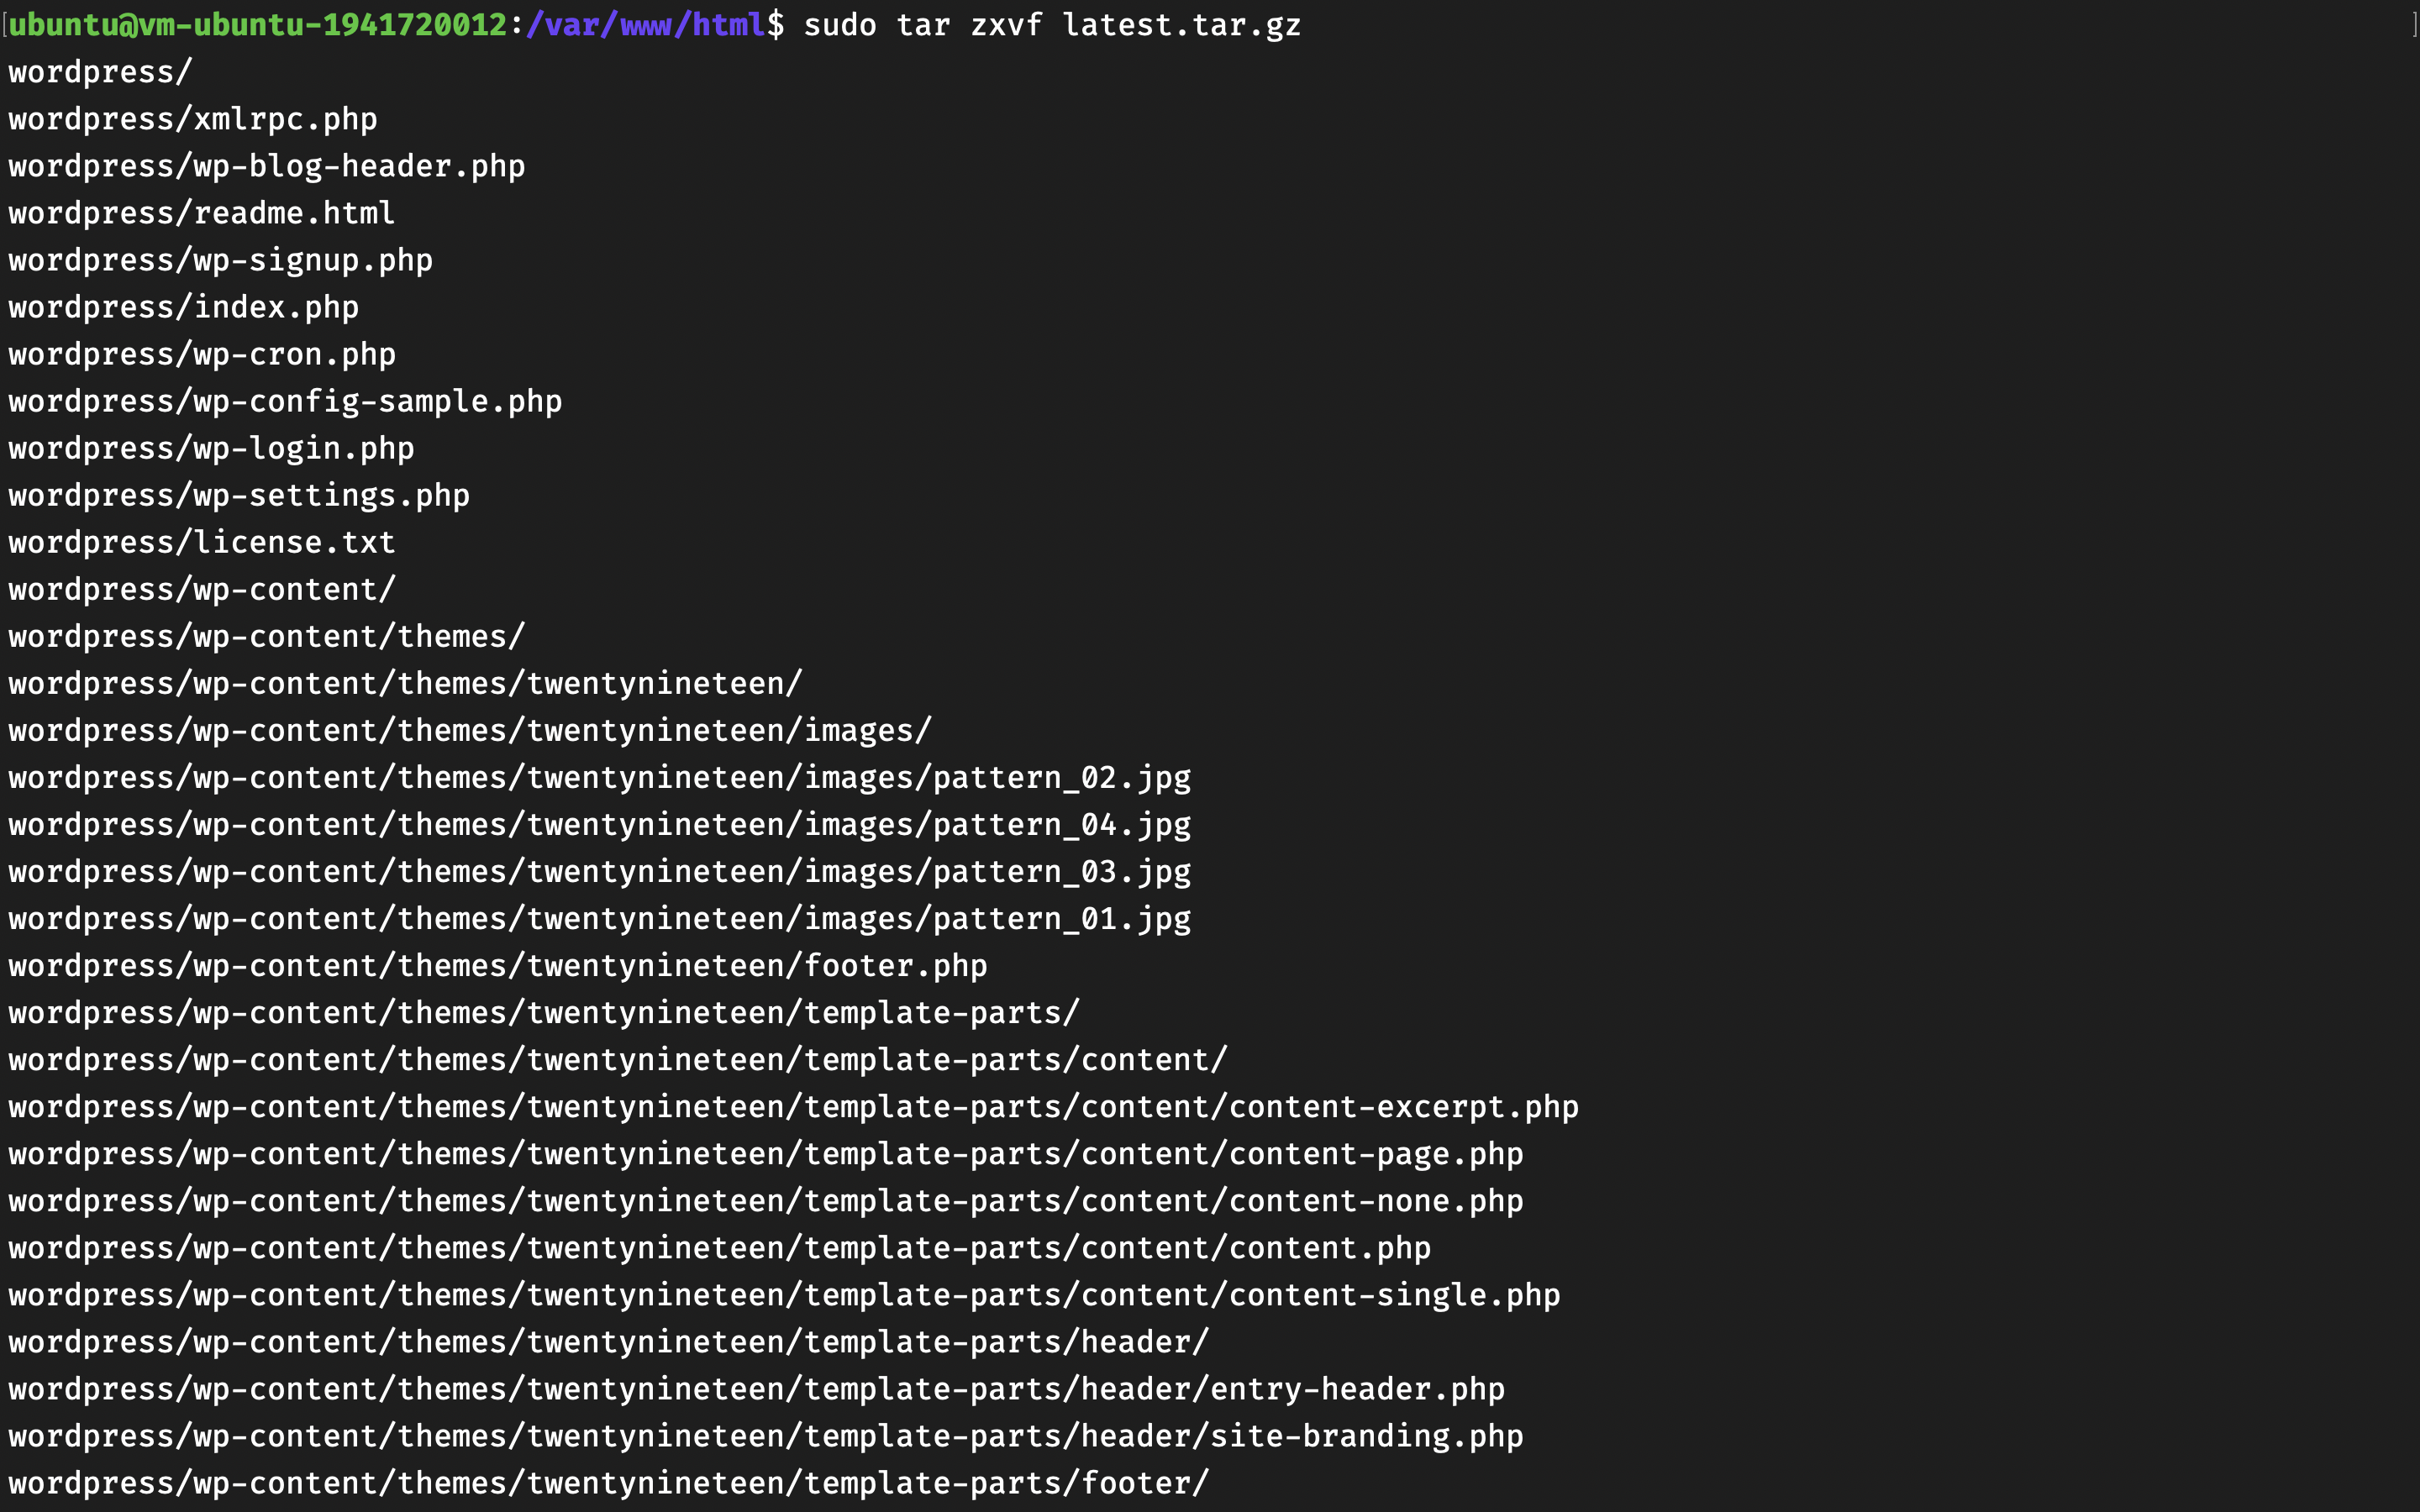 [ubuntu@vm-ubuntu-1941720012:/var/www/html$ sudo tar zxvf latest.tar.gz ]
wordpress/
wordpress/xmlrpc.php
wordpress/wp-blog-header.php
wordpress/readme.html
wordpress/wp-signup.php
wordpress/index.php
wordpress/wp-cron.php
wordpress/wp-config-sample.php
wordpress/wp-login.php
wordpress/wp-settings.php
wordpress/license.txt
wordpress/wp-content/
wordpress/wp-content/themes/
wordpress/wp-content/themes/twentynineteen/
wordpress/wp-content/themes/twentynineteen/images/
wordpress/wp-content/themes/twentynineteen/images/pattern_02.jpg
wordpress/wp-content/themes/twentynineteen/images/pattern_04.jpg
wordpress/wp-content/themes/twentynineteen/images/pattern_03.jpg
wordpress/wp-content/themes/twentynineteen/images/pattern_01.jpg
wordpress/wp-content/themes/twentynineteen/footer.php
wordpress/wp-content/themes/twentynineteen/template-parts/
wordpress/wp-content/themes/twentynineteen/template-parts/content/
wordpress/wp-content/themes/twentynineteen/template-parts/content/content-excerpt.php
wordpress/wp-content/themes/twentynineteen/template-parts/content/content-page.php
wordpress/wp-content/themes/twentynineteen/template-parts/content/content-none.php
wordpress/wp-content/themes/twentynineteen/template-parts/content/content.php
wordpress/wp-content/themes/twentynineteen/template-parts/content/content-single.php
wordpress/wp-content/themes/twentynineteen/template-parts/header/
wordpress/wp-content/themes/twentynineteen/template-parts/header/entry-header.php
wordpress/wp-content/themes/twentynineteen/template-parts/header/site-branding.php
wordpress/wp-content/themes/twentynineteen/template-parts/footer/